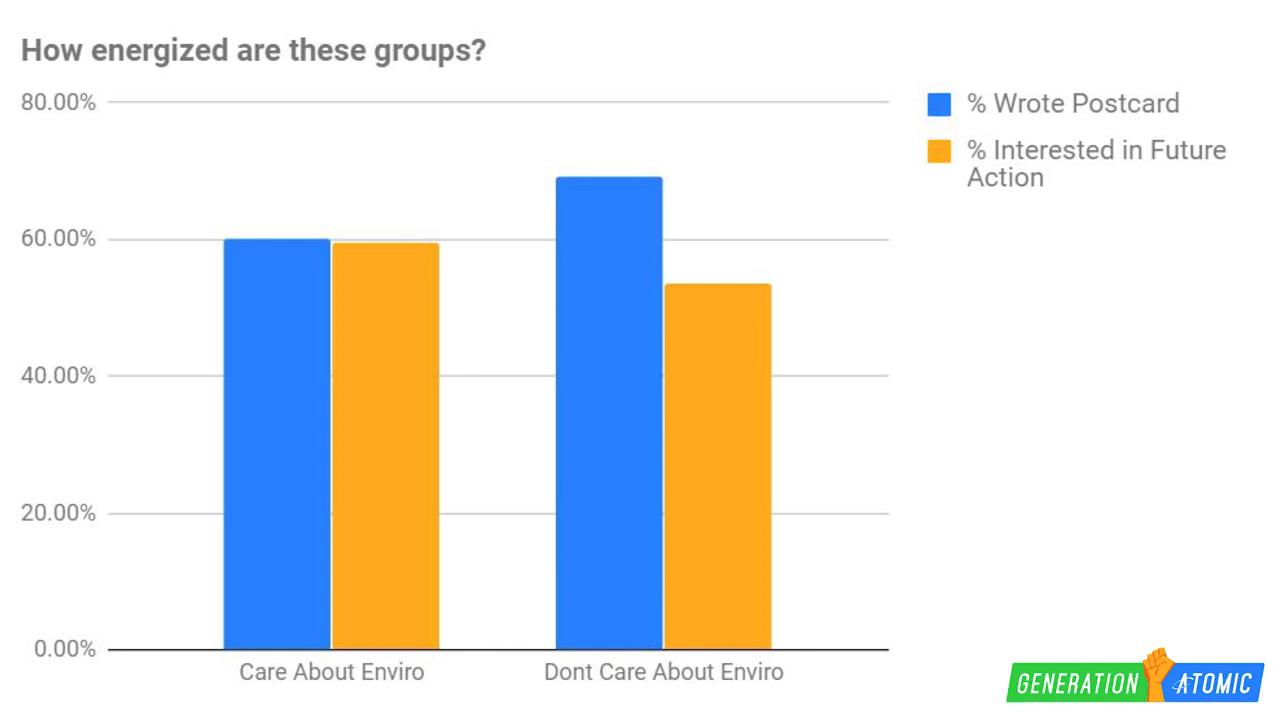 How energized are these groups?
80.00%
% Wrote Postcard
% Interested in Future
Action
60.00%
40.00%
20.00%
0.00%
Care About Enviro
Dont Care About Enviro
GENERATION ATOMIC